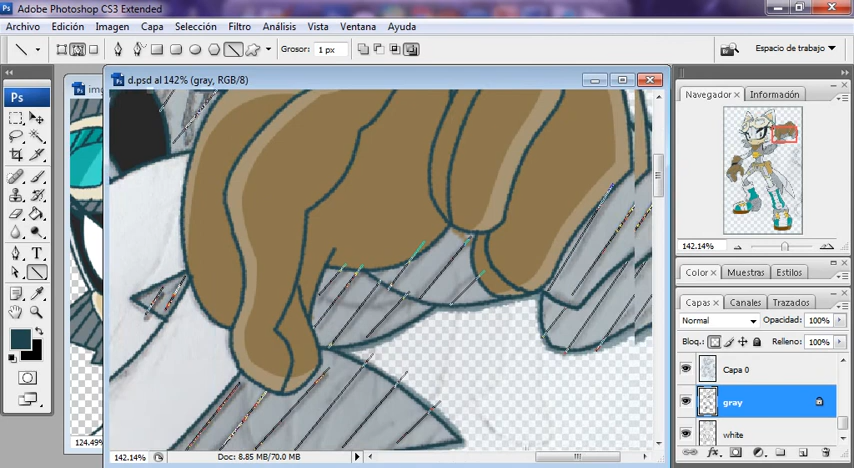 Adobe Photoshop CS3 Extended
Archivo Edición Imagen Capa Selección Filtro Análisis Vista Ventana Ayuda
Grosor: 1 px
Espacio de trabajo
Ps
img
d.psd al 142% (gray, RGB/8)
Navegador Información
142.14%
Color Muestras Estilos
Capas Canales Trazados
Normal Opacidad: 100%
Bloq.: Relleno: 100%
Capa 0
gray
white
124.49%
142.14% Doc: 8.85 MB/70.0 MB